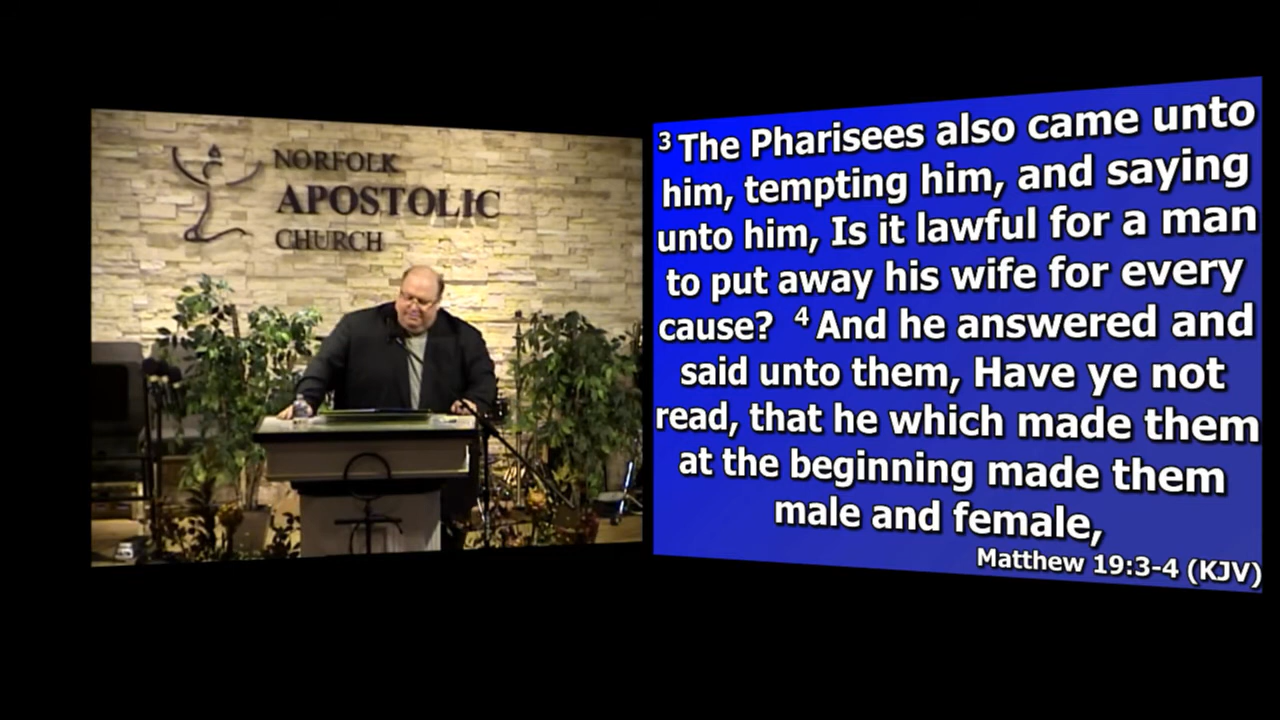 NORFOLK
APOSTOLIC
CHURCH
3 The Pharisees also came unto
him, tempting him, and saying
unto him, Is it lawful for a man
to put away his wife for every
cause? 4 And he answered and
said unto them, Have ye not
read, that he which made them
at the beginning made them
male and female,
Matthew 19:3-4 (KJV)